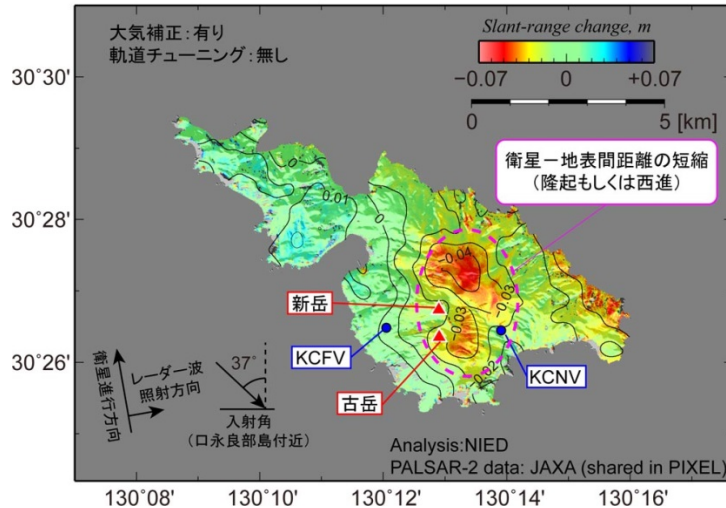 大気補正：有り
軌道チューニング：無し
Slant-range change, m
−0.07 0 +0.07
0 5 [km]
衛星－地表間距離の短縮
（隆起もしくは西進）
30°30'
30°28'
30°26'
0
0.01
0
−0.04
−0.03
−0.03
−0.02
新岳
KCFV
古岳
KCNV
衛星進行方向
レーダー波
照射方向
37°
入射角
（口永良部島付近）
Analysis:NIED
PALSAR-2 data: JAXA (shared in PIXEL)
130°08' 130°10' 130°12' 130°14' 130°16'